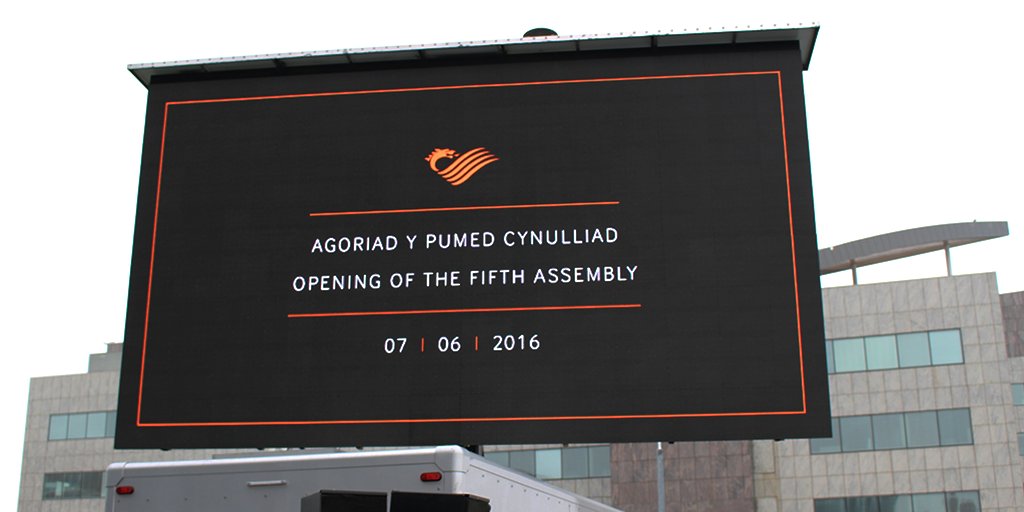 AGORIAD Y PUMED CYNULLIAD
OPENING OF THE FIFTH ASSEMBLY
07 | 06 | 2016